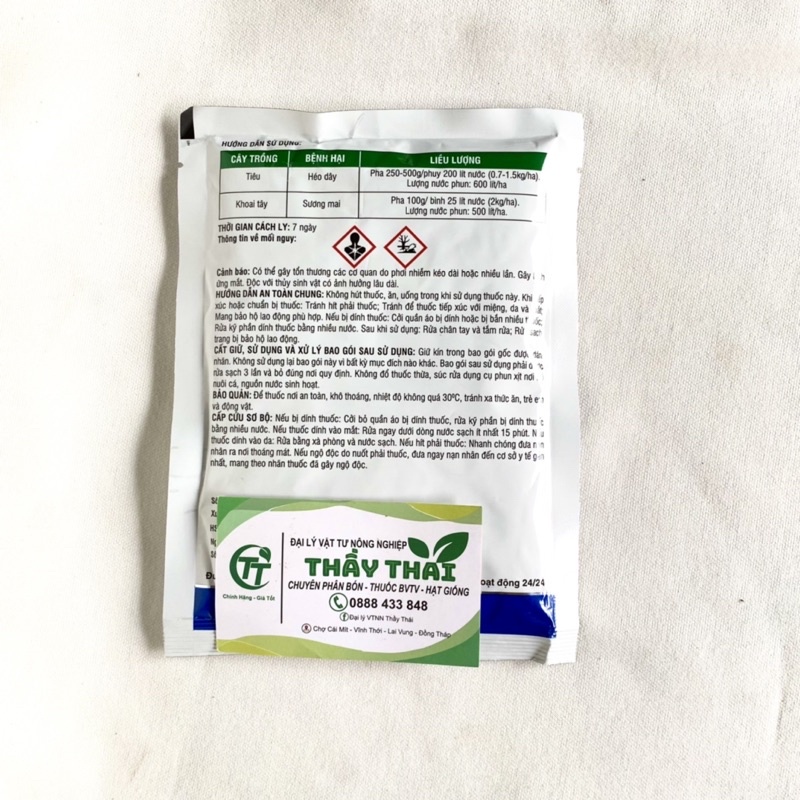 HƯỚNG DẪN SỬ DỤNG:
CÂY TRỒNG BỆNH HẠI LIỀU LƯỢNG
Tiêu Héo dây Pha 250-500g/phuy 200 lít nước (0.7-1.5kg/ha).
Lượng nước phun: 600 lít/ha
Khoai tây Sương mai Pha 100g/ bình 25 lít nước (2kg/ha).
Lượng nước phun: 500 lít/ha.
THỜI GIAN CÁCH LY: 7 ngày
Thông tin về mối nguy:
Cảnh báo: Có thể gây tổn thương các cơ quan do phơi nhiễm kéo dài hoặc nhiều lần. Gây
ứng mắt. Độc với thủy sinh vật có ảnh hưởng lâu dài.
HƯỚNG DẪN AN TOÀN CHUNG: Không hút thuốc, ăn, uống trong khi sử dụng thuốc này. Khi
xúc hoặc chuẩn bị thuốc: Tránh hít phải thuốc; Tránh để thuốc tiếp xúc với miệng, da và
Mang bảo hộ lao động phù hợp. Nếu bị dính thuốc: Cởi quần áo bị dính hoặc bị bắn nhiều
Rửa kỹ phần dính thuốc bằng nhiều nước. Sau khi sử dụng: Rửa chân tay và tắm rửa; Rử
trang bị bảo hộ lao động.
CẤT GIỮ, SỬ DỤNG VÀ XỬ LÝ BAO GÓI SAU SỬ DỤNG: Giữ kín trong bao gói gốc được
nhãn. Không sử dụng lại bao gói này vì bất kỳ mục đích nào khác. Bao gói sau sử dụng phải
rửa sạch 3 lần và bỏ đúng nơi quy định. Không đổ thuốc thừa, súc rửa dụng cụ phun xịt nơi
nuôi cá, nguồn nước sinh hoạt.
BẢO QUẢN: Để thuốc nơi an toàn, khô thoáng, nhiệt độ không quá 30ºC, tránh xa thức ăn, trẻ
và động vật.
CẤP CỨU SƠ BỘ: Nếu bị dính thuốc: Cởi bỏ quần áo bị dính thuốc, rửa kỹ phần bị dính
bằng nhiều nước. Nếu thuốc dính vào mắt: Rửa ngay dưới dòng nước sạch ít nhất 15 phút.
thuốc dính vào da: Rửa bằng xà phòng và nước sạch. Nếu hít phải thuốc: Nhanh chóng đưa
nhân ra nơi thoáng mát. Nếu ngộ độc do nuốt phải thuốc, đưa ngay nạn nhân đến cơ sở y tế
nhất, mang theo nhãn thuốc đã gây ngộ độc.
oạt động 24/24
TT
Chính Hãng - Giá Tốt
ĐẠI LÝ VẬT TƯ NÔNG NGHIỆP
THẦY THÁI
CHUYÊN PHÂN BÓN - THUỐC BVTV - HẠT GIỐNG
0888 433 848
Đại lý VTNN Thầy Thái
Chợ Cái Mít - Vĩnh Thới - Lai Vung - Đồng Tháp